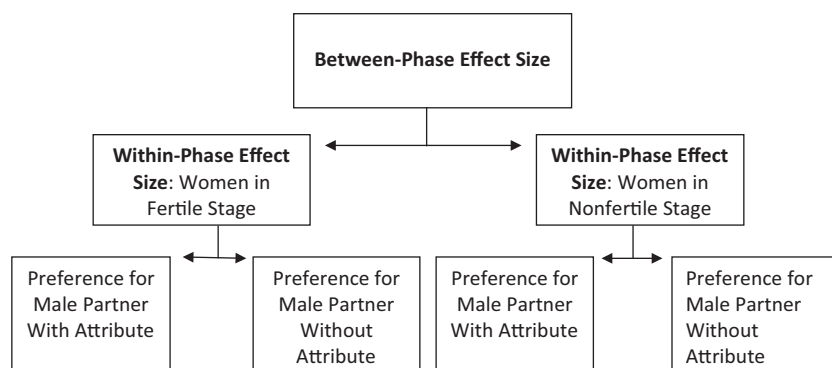 Between-Phase Effect Size
Within-Phase Effect
Size: Women in
Fertile Stage
Within-Phase Effect
Size: Women in
Nonfertile Stage
Preference for
Male Partner
With Attribute
Preference for
Male Partner
Without
Attribute
Preference for
Male Partner
With Attribute
Preference for
Male Partner
Without
Attribute